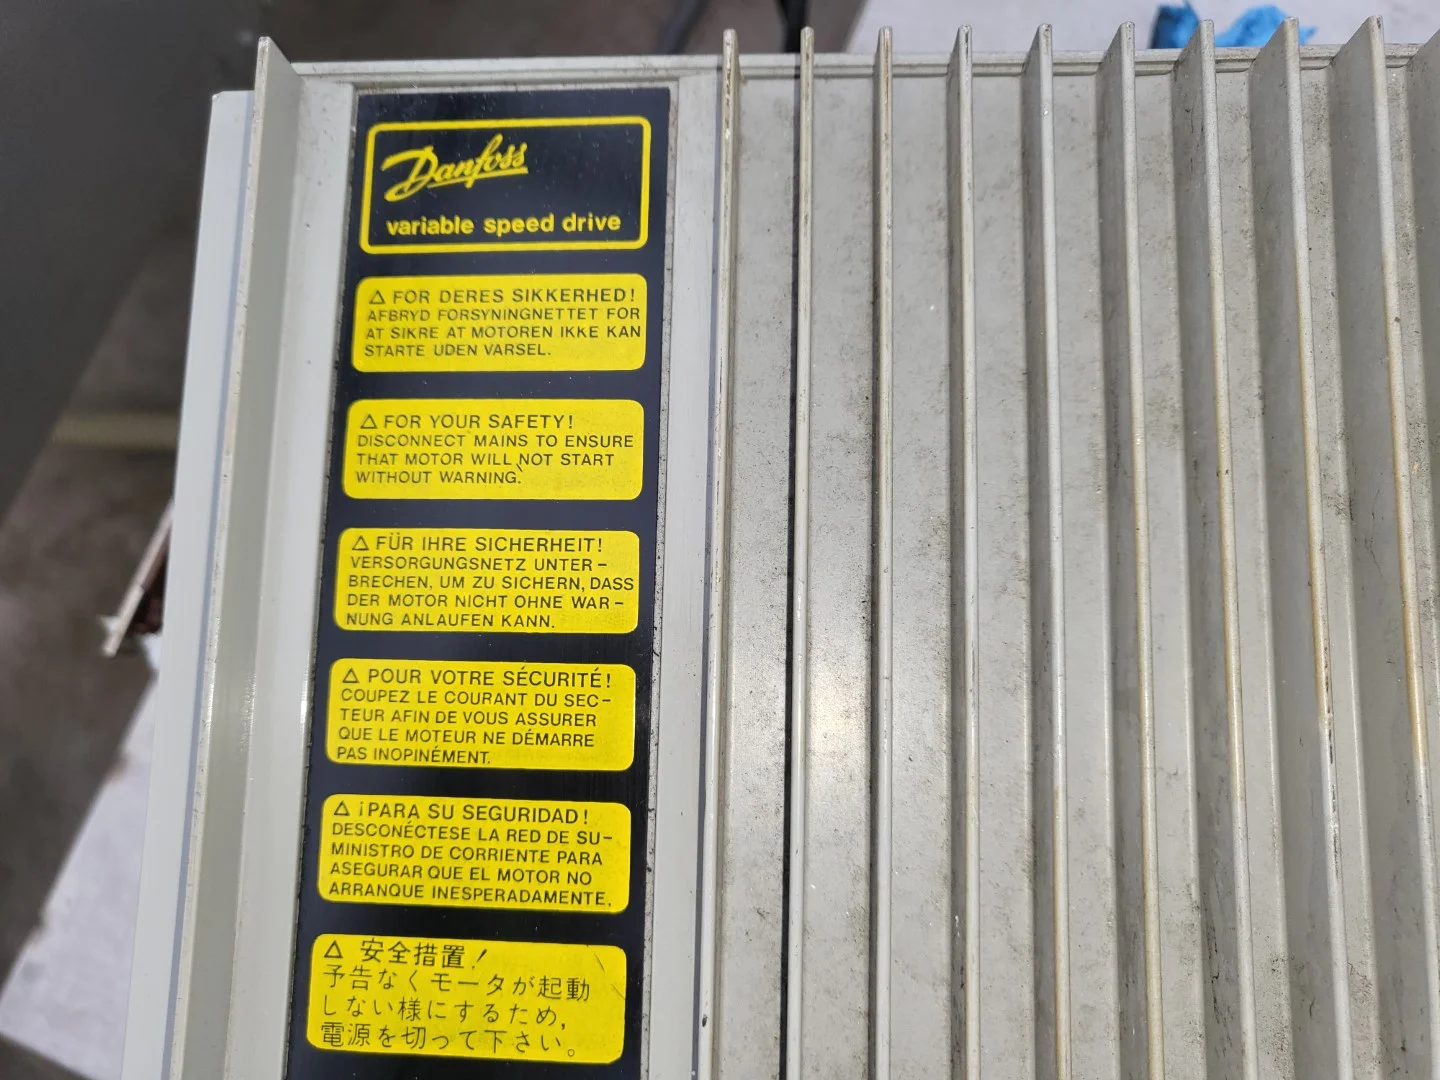 Danfoss
variable speed drive
⚠ FOR DERES SIKKERHED!
AFBRYD FORSYNINGNETTET FOR
AT SIKRE AT MOTOREN IKKE KAN
STARTE UDEN VARSEL.
⚠ FOR YOUR SAFETY!
DISCONNECT MAINS TO ENSURE
THAT MOTOR WILL NOT START
WITHOUT WARNING.
⚠ FÜR IHRE SICHERHEIT!
VERSORGUNGSNETZ UNTER-
BRECHEN, UM ZU SICHERN, DASS
DER MOTOR NICHT OHNE WAR-
NUNG ANLAUFEN KANN.
⚠ POUR VOTRE SÉCURITÉ!
COUPEZ LE COURANT DU SEC-
TEUR AFIN DE VOUS ASSURER
QUE LE MOTEUR NE DÉMARRE
PAS INOPINÉMENT.
⚠ ¡PARA SU SEGURIDAD!
DESCONÉCTESE LA RED DE SU-
MINISTRO DE CORRIENTE PARA
ASEGURAR QUE EL MOTOR NO
ARRANQUE INESPERADAMENTE.
⚠ 安全措置!
予告なくモータが起動
しない様にするため,
電源を切って下さい。